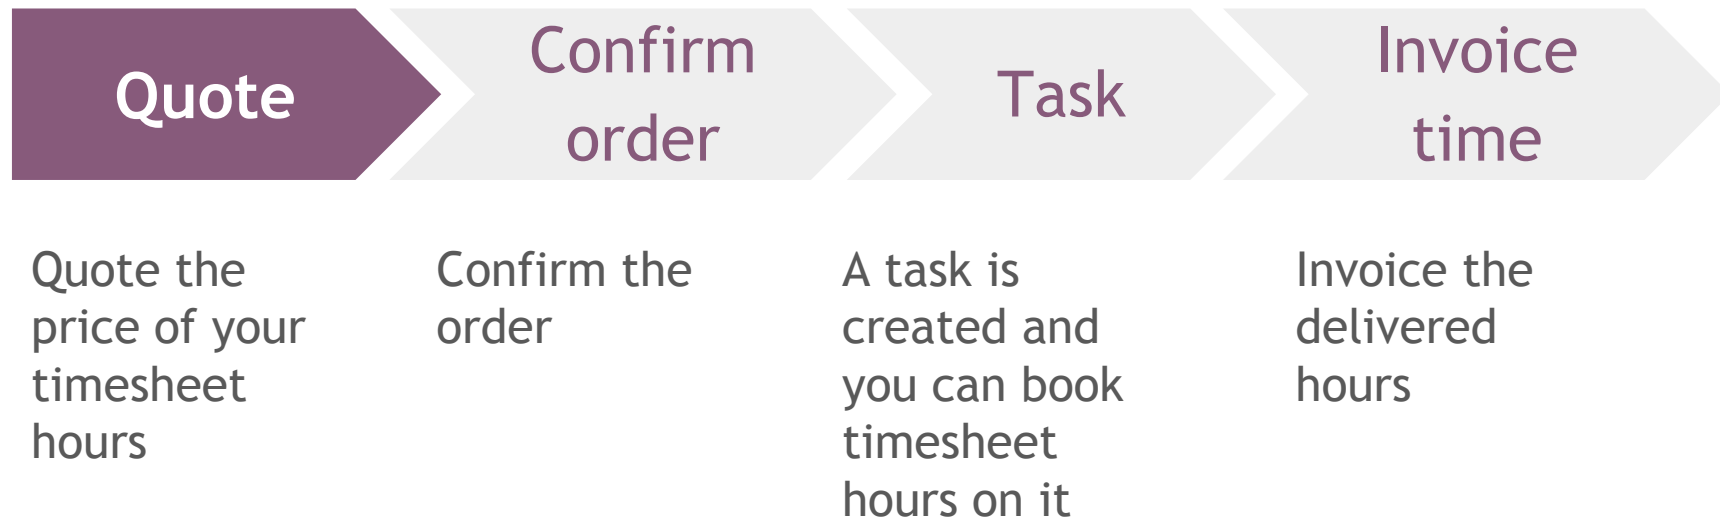 Quote
Confirm
order
Task
Invoice
time
Quote the
price of your
timesheet
hours
Confirm the
order
A task is
created and
you can book
timesheet
hours on it
Invoice the
delivered
hours